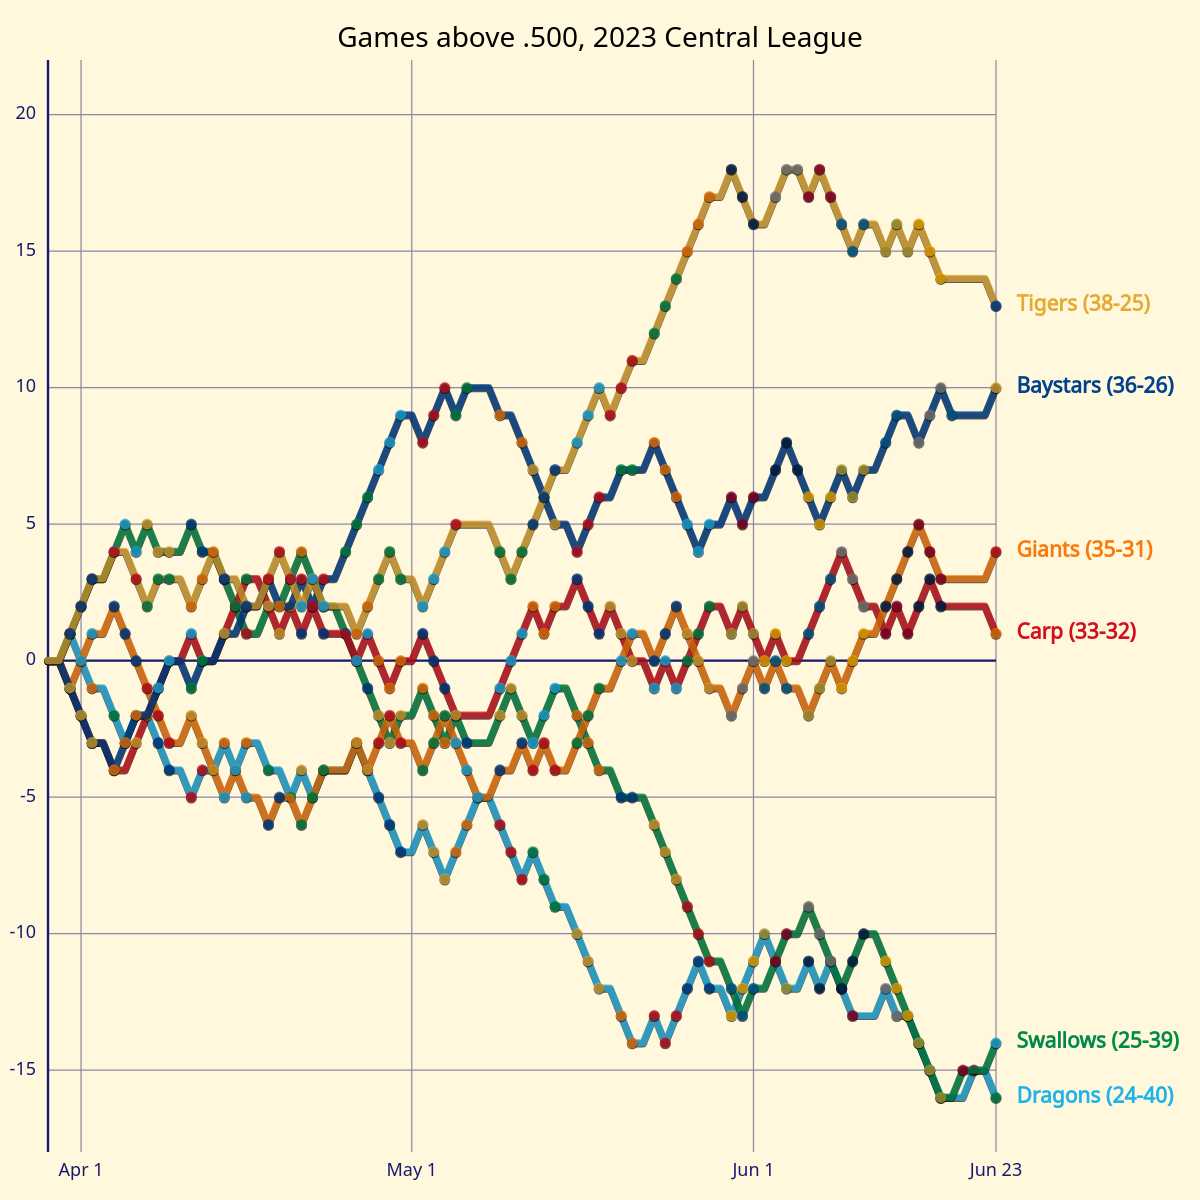 Games above .500, 2023 Central League
20
15
10
5
0
-5
-10
-15
Tigers (38-25)
Baystars (36-26)
Giants (35-31)
Carp (33-32)
Swallows (25-39)
Dragons (24-40)
Apr 1
May 1
Jun 1
Jun 23